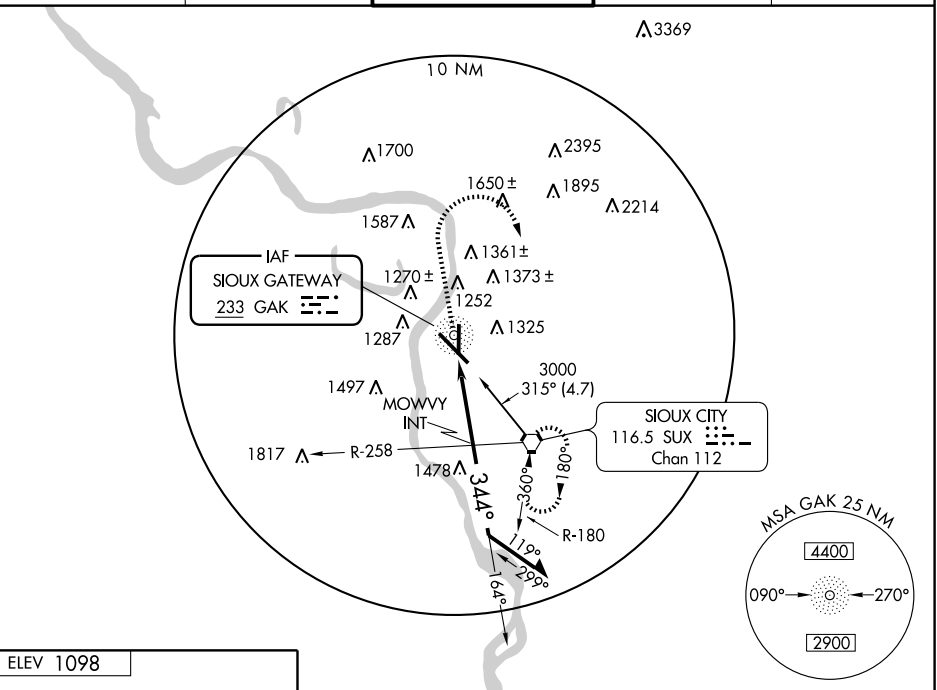 3369
10 NM
1700
2395
1650 ±
1895
2214
1587
IAF
SIOUX GATEWAY
233 GAK
1361±
1270 ±
1373 ±
1252
1287
1325
3000
315° (4.7)
1497
MOWVY
INT
SIOUX CITY
116.5 SUX
Chan 112
1817
R-258
1478
344°
360°
180°
R-180
119°
299°
164°
MSA GAK 25 NM
4400
090°
270°
2900
ELEV 1098